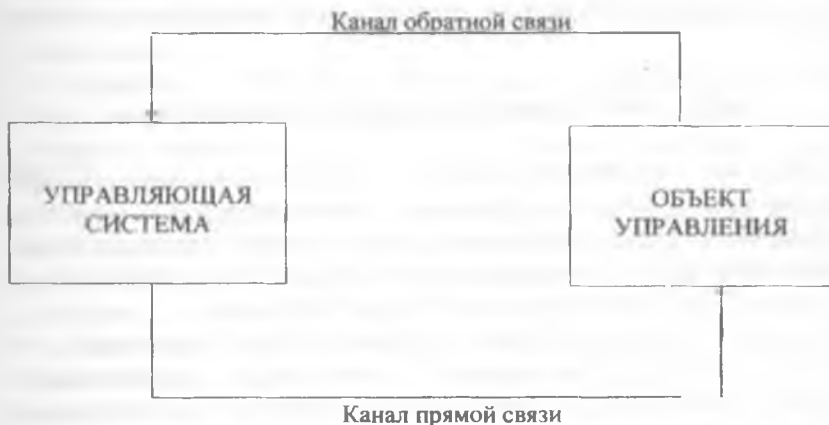 Канал обратной связи
УПРАВЛЯЮЩАЯ
СИСТЕМА
ОБЪЕКТ
УПРАВЛЕНИЯ
Канал прямой связи